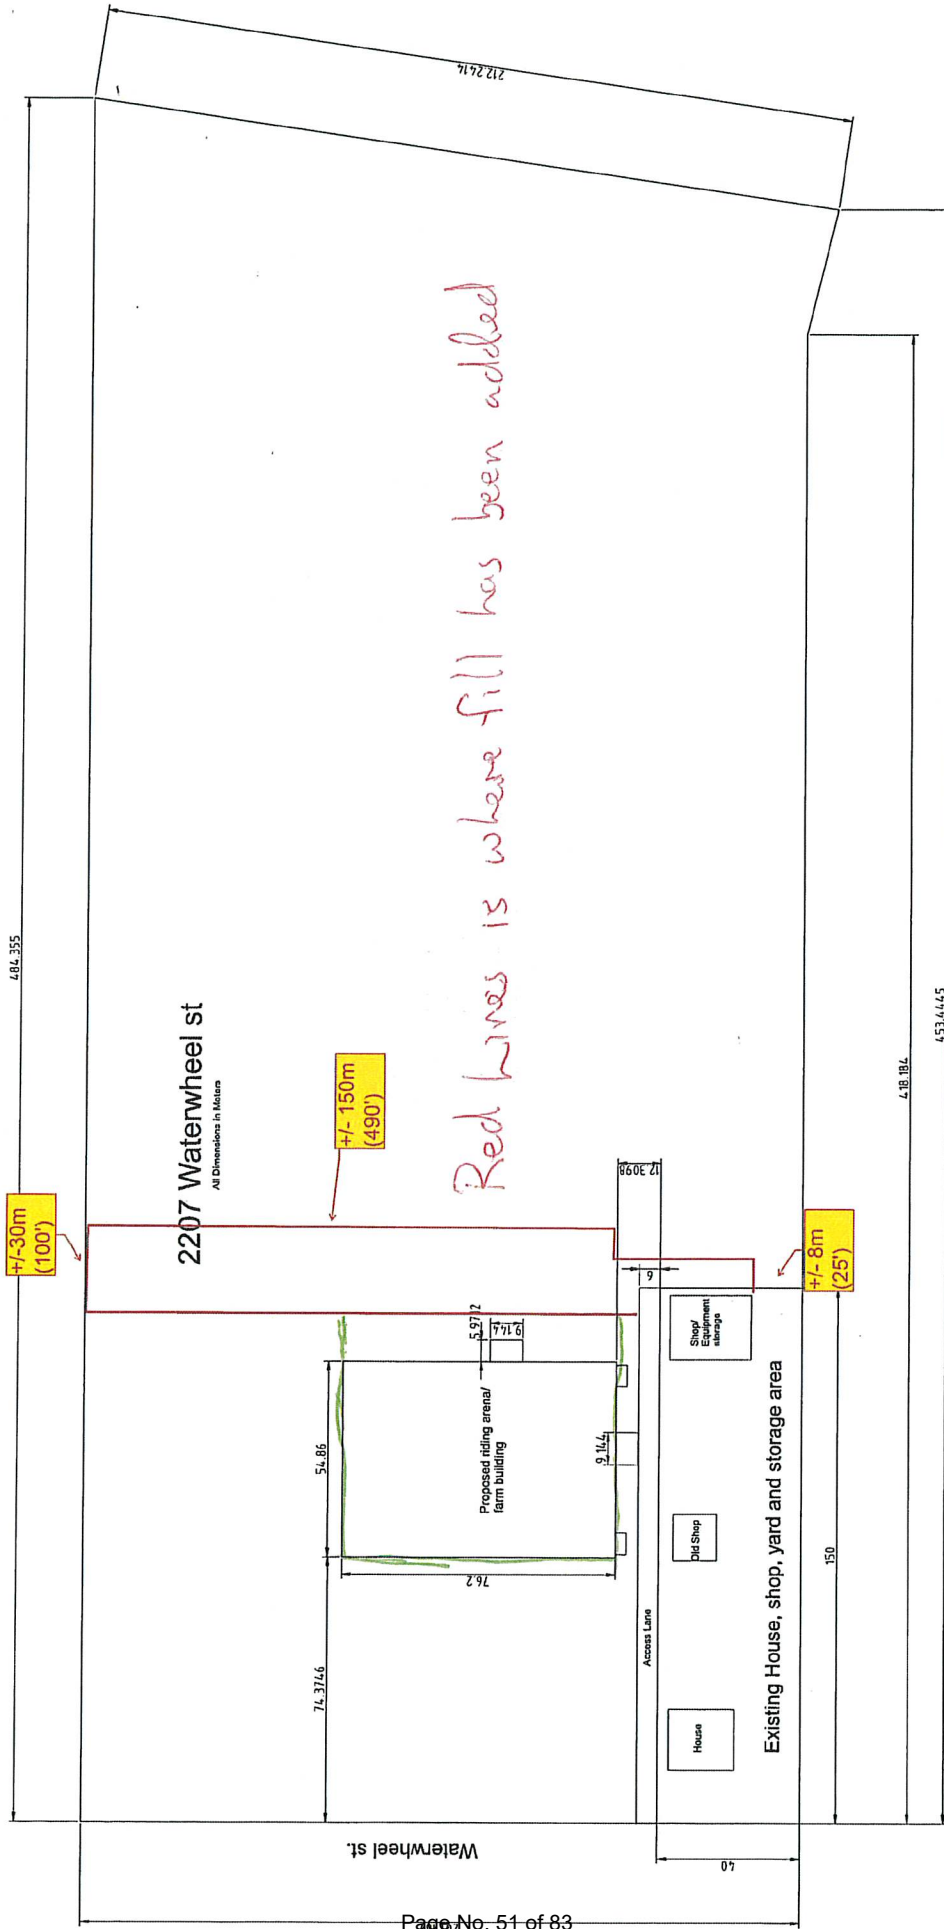 484.355
212.2414
+/-30m
(100')
2207 Waterwheel st
All Dimensions in Meters
+/- 150m
(490')
Red Lines is where fill has been added
12.3098
6
+/- 8m
(25')
5.9702
9.144
54.86
Proposed riding arena/
farm building
76.2
74.3746
9.144
Access Lane
Shop/
Equipment
storage
Old Shop
House
Existing House, shop, yard and storage area
150
418.184
453.4445
40
Waterwheel st.
Page No. 51 of 83